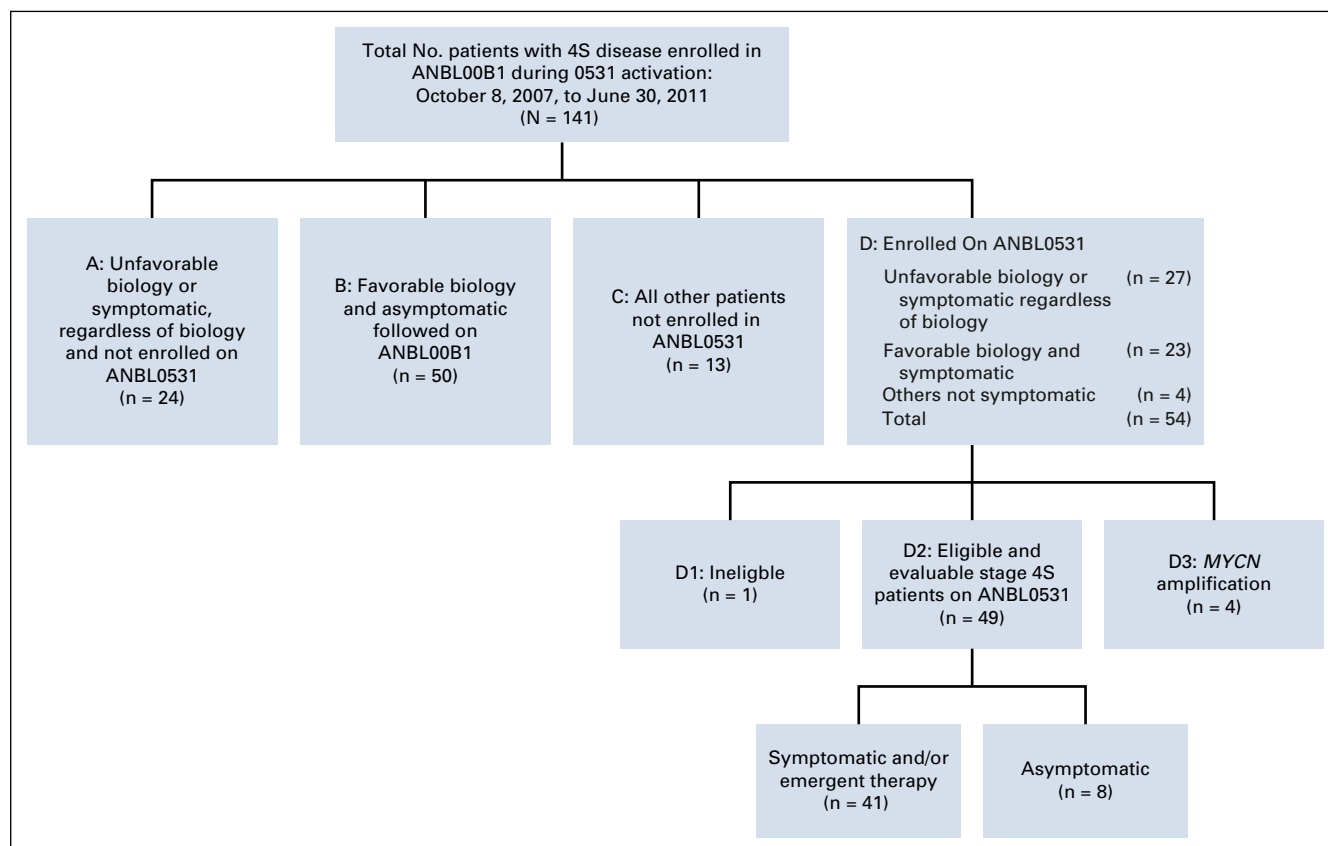 Total No. patients with 4S disease enrolled in
ANBL00B1 during 0531 activation:
October 8, 2007, to June 30, 2011
(N = 141)
A: Unfavorable
biology or
symptomatic,
regardless of biology
and not enrolled on
ANBL0531
(n = 24)
B: Favorable biology
and asymptomatic
followed on
ANBL00B1
(n = 50)
C: All other patients
not enrolled in
ANBL0531
(n = 13)
D: Enrolled On ANBL0531
Unfavorable biology or (n = 27)
symptomatic regardless
of biology
Favorable biology and (n = 23)
symptomatic
Others not symptomatic (n = 4)
Total (n = 54)
D1: Ineligble
(n = 1)
D2: Eligible and
evaluable stage 4S
patients on ANBL0531
(n = 49)
D3: MYCN
amplification
(n = 4)
Symptomatic and/or
emergent therapy
(n = 41)
Asymptomatic
(n = 8)